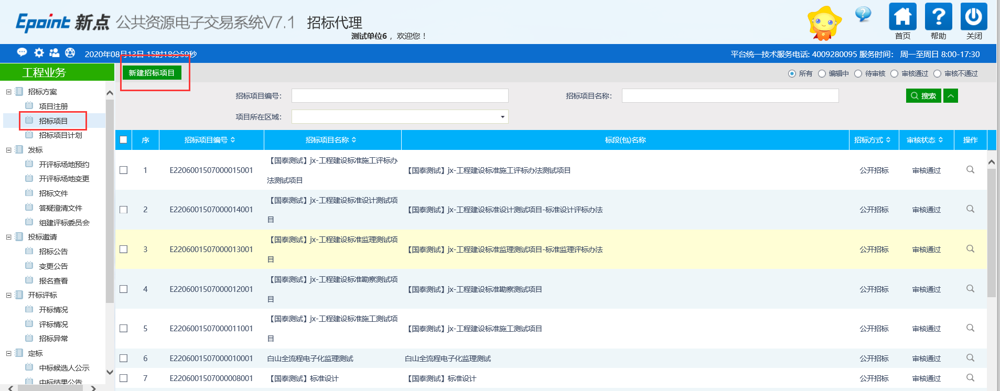 Epoint 新点 公共资源电子交易系统V7.1 招标代理
测试单位6 ，欢迎您！
首页 帮助 关闭
2020年08月13日 15时18分59秒
平台统一技术服务电话: 4009280095 服务时间： 周一至周日 8:00-17:30
工程业务
招标方案
项目注册
招标项目
招标项目计划
发标
开评标场地预约
开评标场地变更
招标文件
答疑澄清文件
组建评标委员会
投标邀请
招标公告
变更公告
报名查看
开标评标
开标情况
评标情况
招标异常
定标
中标候选人公示
中标结果公告
新建招标项目
所有 编辑中 待审核 审核通过 审核不通过
招标项目编号：
招标项目名称：
搜索
项目所在区域：
序 招标项目编号 招标项目名称 标段(包)名称 招标方式 审核状态 操作
1 E2206001507000015001 【国泰测试】jx-工程建设标准施工评标办
法测试项目
【国泰测试】jx-工程建设标准施工评标办法测试项目 公开招标 审核通过
2 E2206001507000014001 【国泰测试】jx-工程建设标准设计测试项
目
【国泰测试】jx-工程建设标准设计测试项目-标准设计评标办法 公开招标 审核通过
3 E2206001507000013001 【国泰测试】jx-工程建设标准监理测试项
目
【国泰测试】jx-工程建设标准监理测试项目-标准监理评标办法 公开招标 审核通过
4 E2206001507000012001 【国泰测试】jx-工程建设标准勘察测试项
目
【国泰测试】jx-工程建设标准勘察测试项目 公开招标 审核通过
5 E2206001507000011001 【国泰测试】jx-工程建设标准施工测试项
目
【国泰测试】jx-工程建设标准施工测试项目 公开招标 审核通过
6 E2206001507000010001 白山全流程电子化监理测试 白山全流程电子化监理测试 公开招标 审核通过
7 E2206001507000008001 【国泰测试】标准设计 【国泰测试】标准设计 公开招标 审核通过